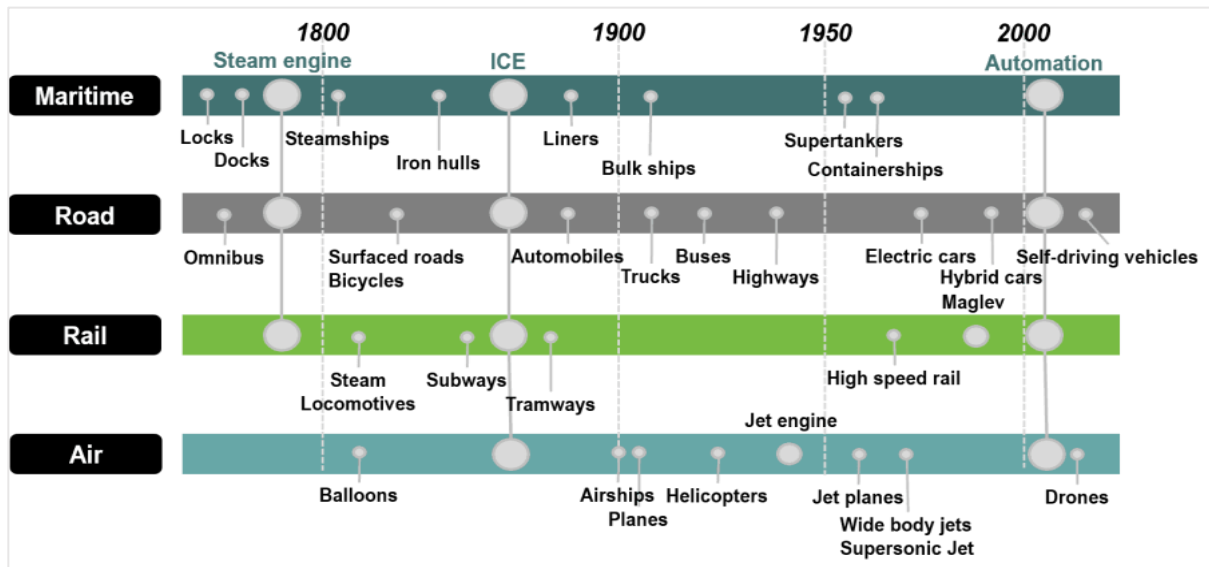 1800 1900 1950 2000
Steam engine ICE Automation
Maritime
Locks Steamships Liners Supertankers
Docks Iron hulls Bulk ships Containerships
Road
Omnibus Surfaced roads Automobiles Buses Electric cars Self-driving vehicles
Bicycles Trucks Highways Hybrid cars
Maglev
Rail
Steam Subways High speed rail
Locomotives Tramways
Jet engine
Air
Balloons Airships Helicopters Jet planes Drones
Planes Wide body jets
Supersonic Jet